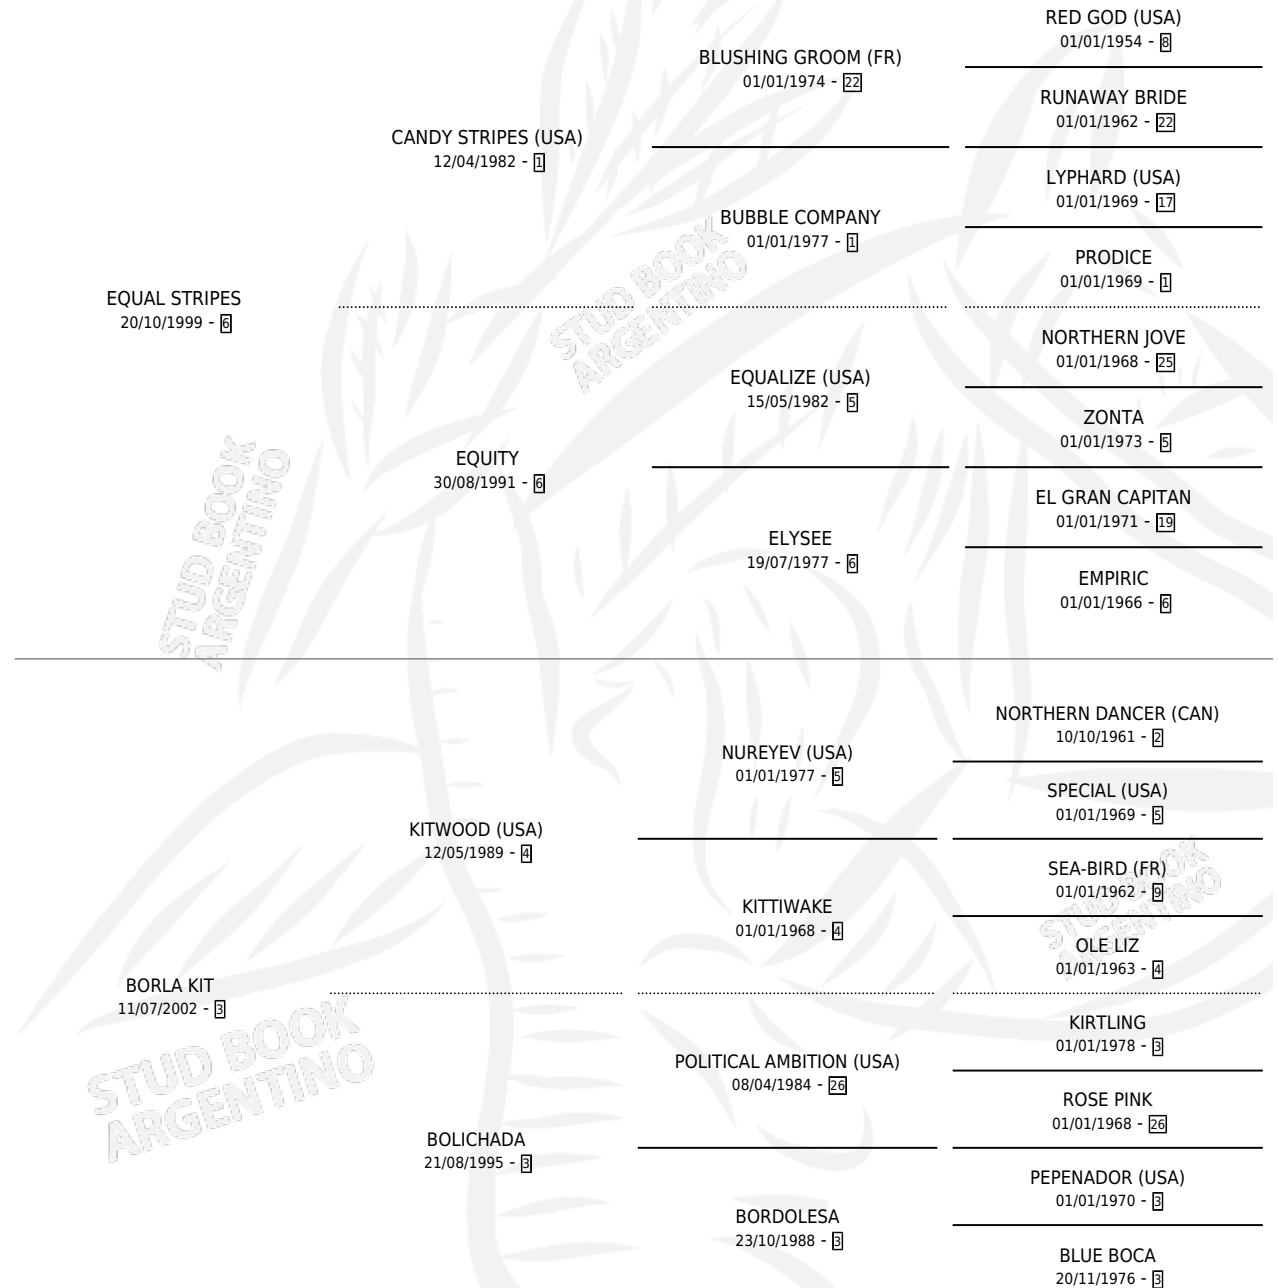 RED GOD (USA)
01/01/1954 - 8
BLUSHING GROOM (FR)
01/01/1974 - 22
RUNAWAY BRIDE
01/01/1962 - 22
CANDY STRIPES (USA)
12/04/1982 - 1
LYPHARD (USA)
01/01/1969 - 17
BUBBLE COMPANY
01/01/1977 - 1
PRODICE
01/01/1969 - 1
EQUAL STRIPES
20/10/1999 - 6
STUD BOOK
ARGENTINO
NORTHERN JOVE
01/01/1968 - 25
EQUALIZE (USA)
15/05/1982 - 5
ZONTA
01/01/1973 - 5
EQUITY
30/08/1991 - 6
EL GRAN CAPITAN
01/01/1971 - 19
ELYSEE
19/07/1977 - 6
EMPIRIC
01/01/1966 - 6
STUD BOOK
ARGENTINO
NORTHERN DANCER (CAN)
10/10/1961 - 2
NUREYEV (USA)
01/01/1977 - 5
SPECIAL (USA)
01/01/1969 - 5
KITWOOD (USA)
12/05/1989 - 4
SEA-BIRD (FR)
01/01/1962 - 9
KITTIWAKE
01/01/1968 - 4
OLE LIZ
01/01/1963 - 4
STUD BOOK
ARGENTINO
BORLA KIT
11/07/2002 - 3
KIRTLING
01/01/1978 - 3
POLITICAL AMBITION (USA)
08/04/1984 - 26
ROSE PINK
01/01/1968 - 26
STUD BOOK
ARGENTINO
BOLICHADA
21/08/1995 - 3
PEPENADOR (USA)
01/01/1970 - 3
BORDOLESA
23/10/1988 - 3
BLUE BOCA
20/11/1976 - 3